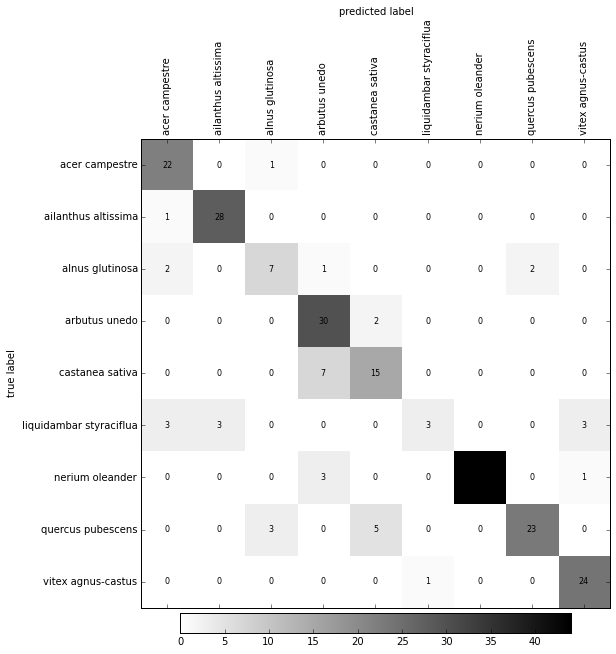 predicted label
acer campestre
ailanthus altissima
alnus glutinosa
arbutus unedo
castanea sativa
liquidambar styraciflua
nerium oleander
quercus pubescens
vitex agnus-castus
true label
acer campestre 22 0 1 0 0 0 0 0 0
ailanthus altissima 1 28 0 0 0 0 0 0 0
alnus glutinosa 2 0 7 1 0 0 0 2 0
arbutus unedo 0 0 0 30 2 0 0 0 0
castanea sativa 0 0 0 7 15 0 0 0 0
liquidambar styraciflua 3 3 0 0 0 3 0 0 3
nerium oleander 0 0 0 3 0 0 0 1
quercus pubescens 0 0 3 0 5 0 0 23 0
vitex agnus-castus 0 0 0 0 0 1 0 0 24
0 5 10 15 20 25 30 35 40